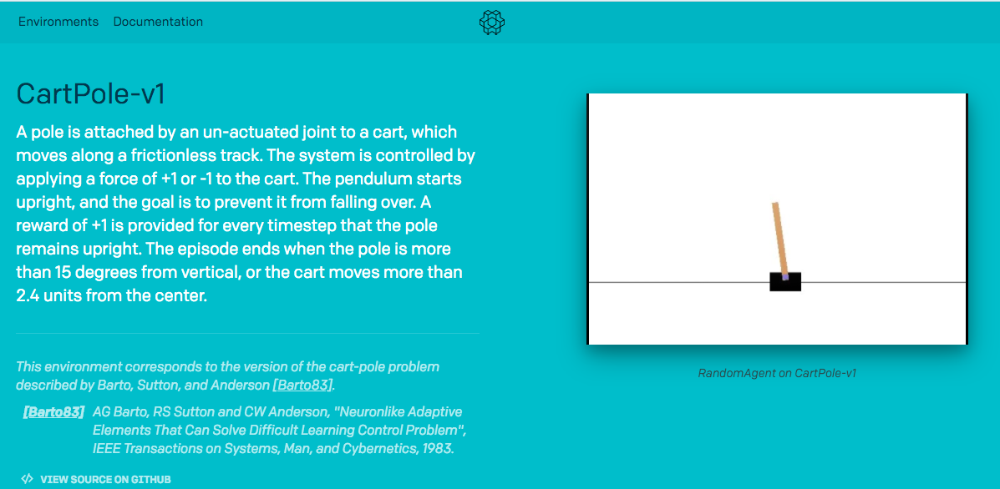 Environments Documentation
CartPole-v1
A pole is attached by an un-actuated joint to a cart, which
moves along a frictionless track. The system is controlled by
applying a force of +1 or -1 to the cart. The pendulum starts
upright, and the goal is to prevent it from falling over. A
reward of +1 is provided for every timestep that the pole
remains upright. The episode ends when the pole is more
than 15 degrees from vertical, or the cart moves more than
2.4 units from the center.
This environment corresponds to the version of the cart-pole problem
described by Barto, Sutton, and Anderson [Barto83].
[Barto83] AG Barto, RS Sutton and CW Anderson, "Neuronlike Adaptive
Elements That Can Solve Difficult Learning Control Problem",
IEEE Transactions on Systems, Man, and Cybernetics, 1983.
VIEW SOURCE ON GITHUB
RandomAgent on CartPole-v1